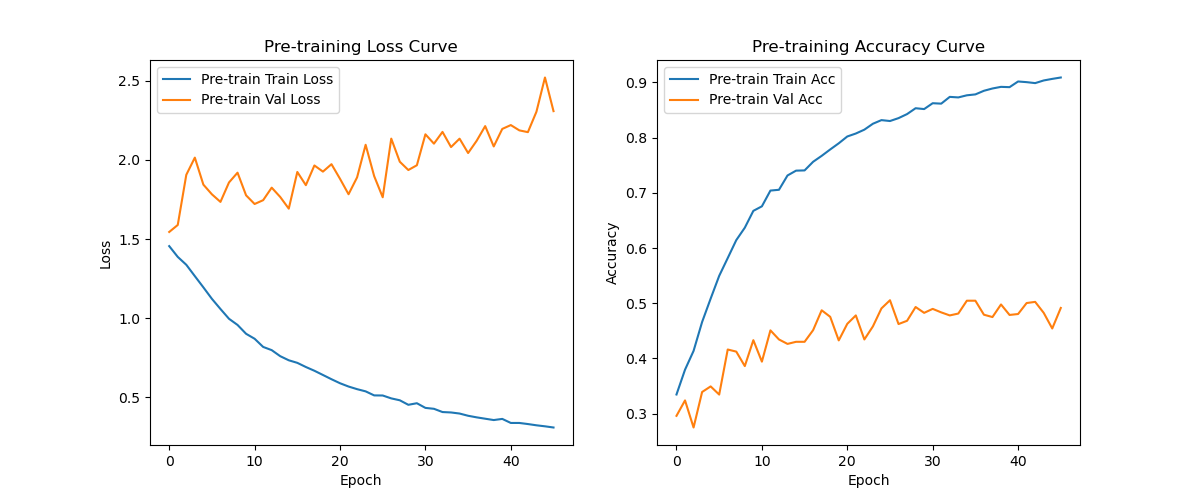 Pre-training Loss Curve
Pre-train Train Loss
Pre-train Val Loss
2.5
2.0
1.5
1.0
0.5
Loss
0 10 20 30 40
Epoch
Pre-training Accuracy Curve
Pre-train Train Acc
Pre-train Val Acc
0.9
0.8
0.7
0.6
0.5
0.4
0.3
Accuracy
0 10 20 30 40
Epoch